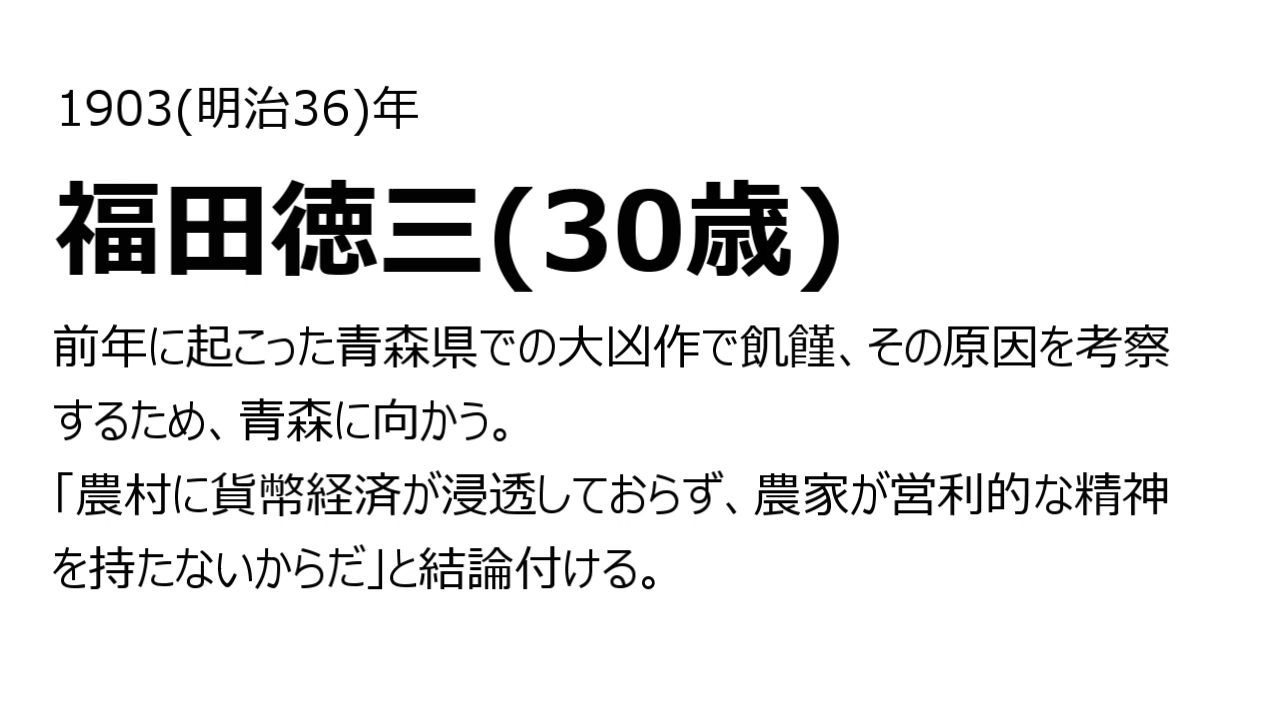 1903(明治36)年
福田徳三(30歳)
前年に起こった青森県での大凶作で飢饉、その原因を考察
するため、青森に向かう。
「農村に貨幣経済が浸透しておらず、農家が営利的な精神
を持たないからだ」と結論付ける。